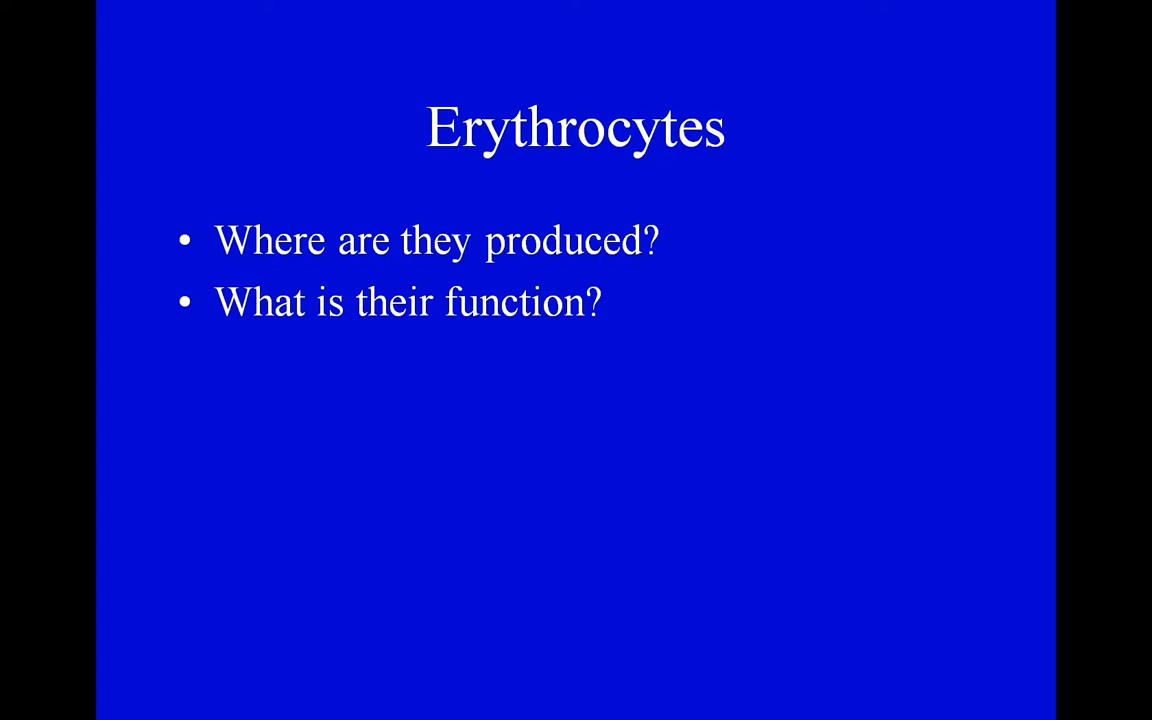 Erythrocytes
• Where are they produced?
• What is their function?